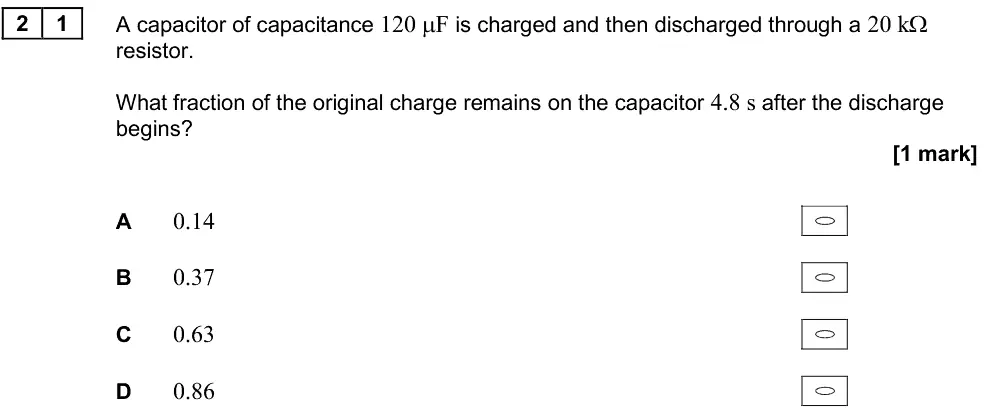 2 1 A capacitor of capacitance 120 μF is charged and then discharged through a 20 kΩ
resistor.
What fraction of the original charge remains on the capacitor 4.8 s after the discharge
begins?
[1 mark]
A 0.14
B 0.37
C 0.63
D 0.86